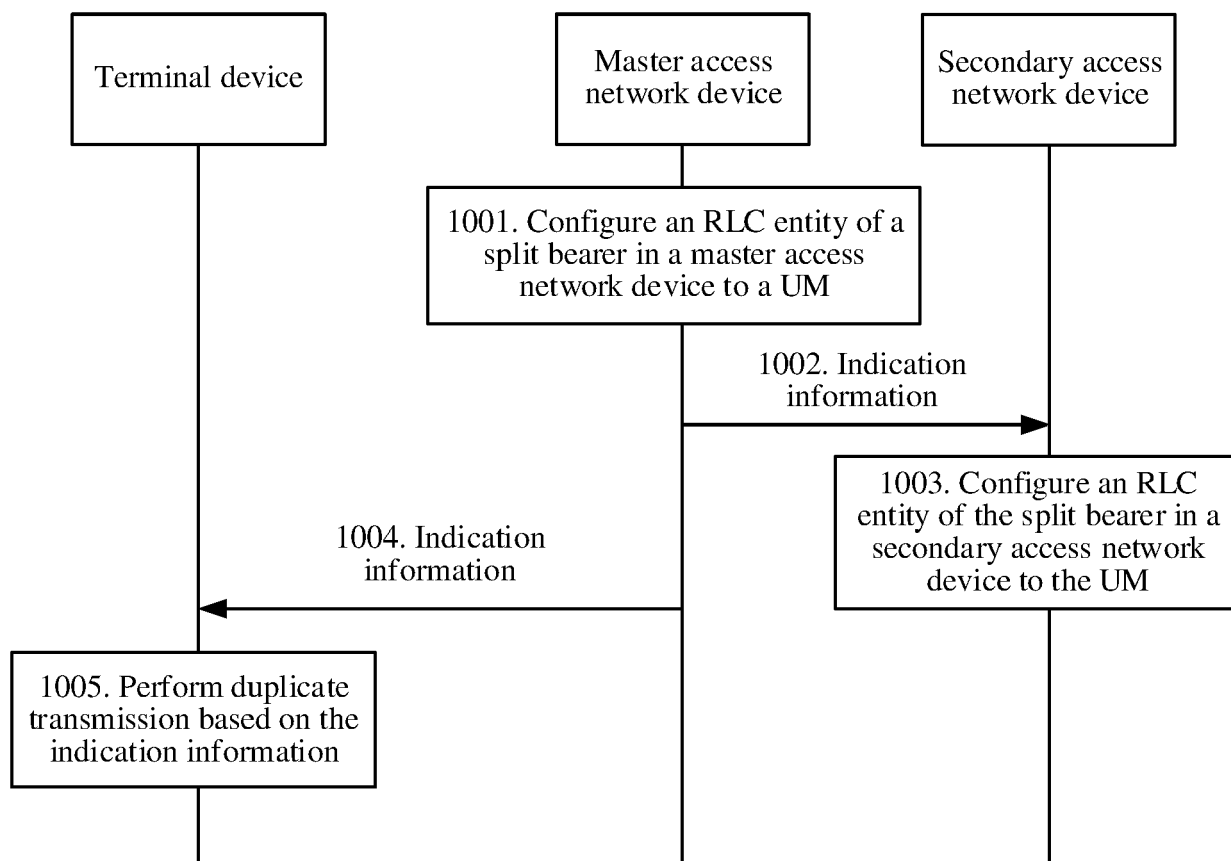 Terminal device
Master access
network device
Secondary access
network device
1001. Configure an RLC entity of a
split bearer in a master access
network device to a UM
1002. Indication
information
1003. Configure an RLC
entity of the split bearer in a
secondary access network
device to the UM
1004. Indication
information
1005. Perform duplicate
transmission based on the
indication information